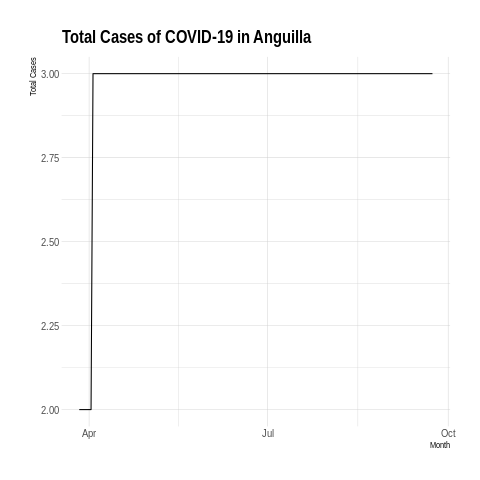 Total Cases of COVID-19 in Anguilla
Total Cases
3.00
2.75
2.50
2.25
2.00
Apr Jul Oct
Month